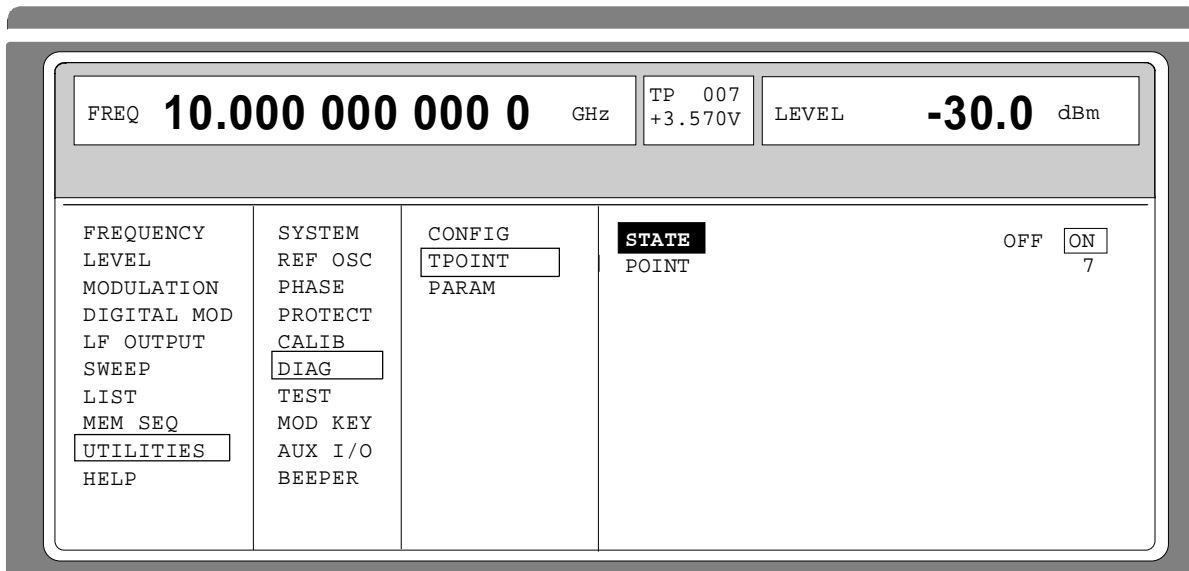 FREQ 10.000 000 000 0 GHz
TP 007
+3.570V
LEVEL -30.0 dBm
FREQUENCY
LEVEL
MODULATION
DIGITAL MOD
LF OUTPUT
SWEEP
LIST
MEM SEQ
UTILITIES
HELP
SYSTEM
REF OSC
PHASE
PROTECT
CALIB
DIAG
TEST
MOD KEY
AUX I/O
BEEPER
CONFIG
TPOINT
PARAM
STATE OFF ON
POINT 7